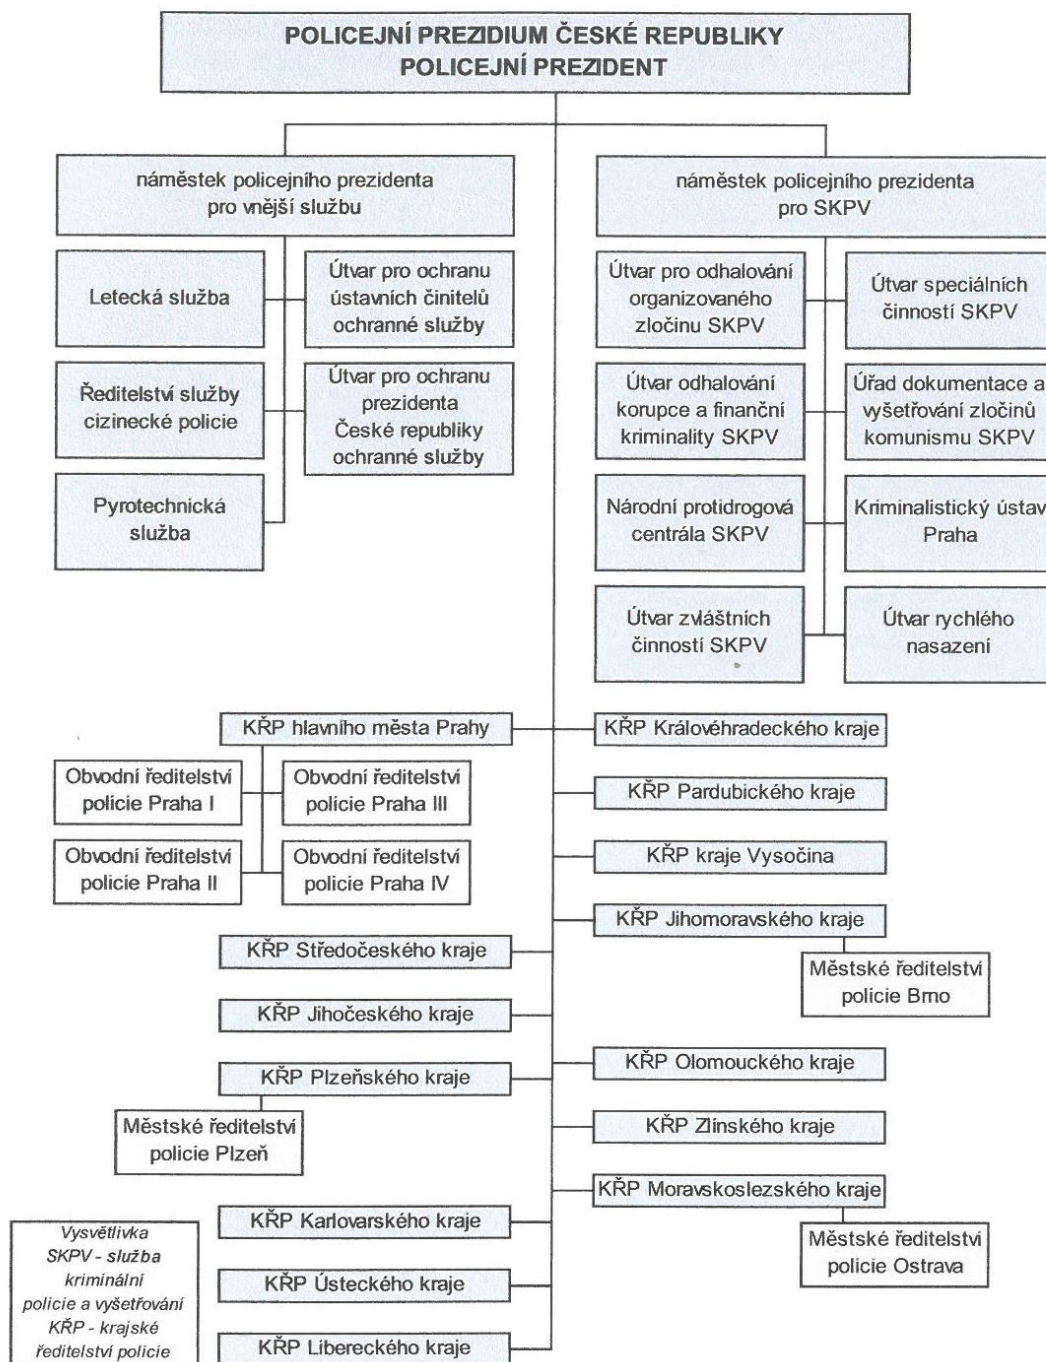 POLICEJNÍ PREZIDIUM ČESKÉ REPUBLIKY
POLICEJNÍ PREZIDENT
náměstek policejního prezidenta
pro vnější službu
Letecká služba
Útvar pro ochranu
ústavních činitelů
ochranné služby
Ředitelství služby
cizinecké policie
Útvar pro ochranu
prezidenta
České republiky
ochranné služby
Pyrotechnická
služba
náměstek policejního prezidenta
pro SKPV
Útvar pro odhalování
organizovaného
zločinu SKPV
Útvar speciálních
činností SKPV
Útvar odhalování
korupce a finanční
kriminality SKPV
Úřad dokumentace a
vyšetřování zločinů
komunismu SKPV
Národní protidrogová
centrála SKPV
Kriminalistický ústav
Praha
Útvar zvláštních
činností SKPV
Útvar rychlého
nasazení
KŘP hlavního města Prahy
Obvodní ředitelství
policie Praha I
Obvodní ředitelství
policie Praha III
Obvodní ředitelství
policie Praha II
Obvodní ředitelství
policie Praha IV
KŘP Středočeského kraje
KŘP Jihočeského kraje
KŘP Plzeňského kraje
Městské ředitelství
policie Plzeň
KŘP Karlovarského kraje
KŘP Ústeckého kraje
KŘP Libereckého kraje
KŘP Královéhradeckého kraje
KŘP Pardubického kraje
KŘP kraje Vysočina
KŘP Jihomoravského kraje
Městské ředitelství
policie Brno
KŘP Olomouckého kraje
KŘP Zlínského kraje
KŘP Moravskoslezského kraje
Městské ředitelství
policie Ostrava
Vysvětlivka
SKPV - služba
kriminální
policie a vyšetřování
KŘP - krajské
ředitelství policie